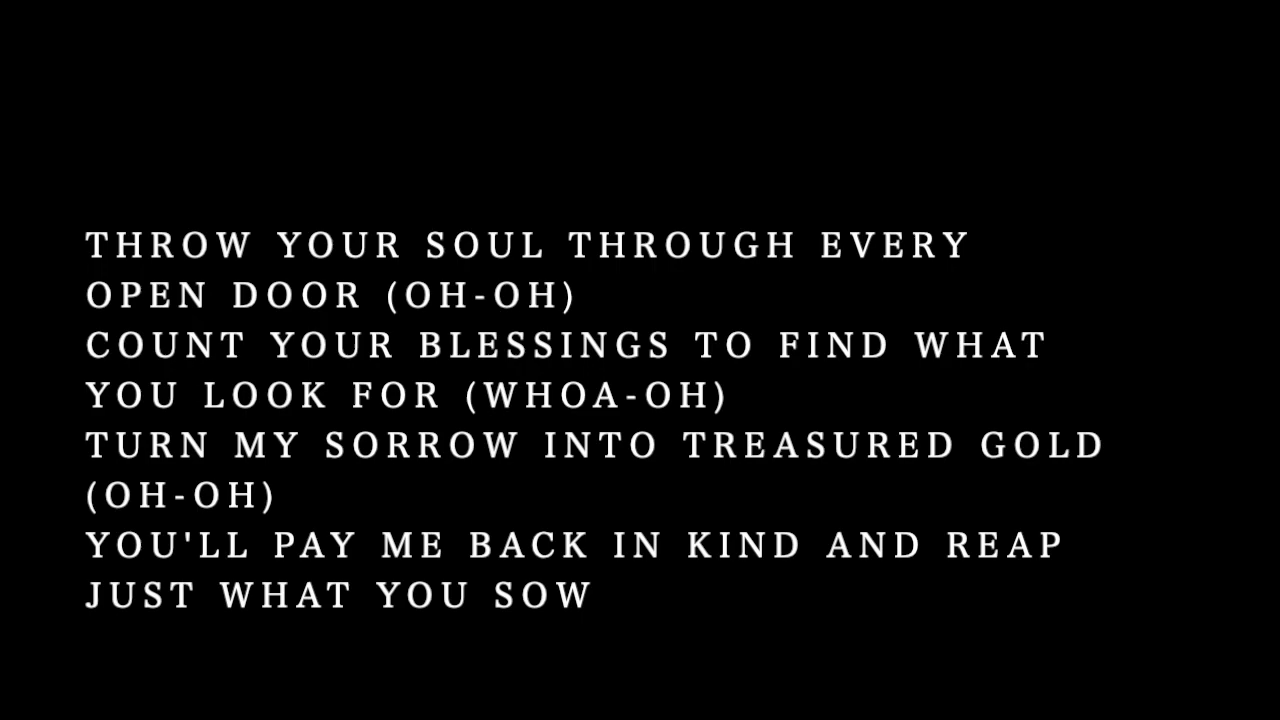 THROW YOUR SOUL THROUGH EVERY
OPEN DOOR (OH-OH)
COUNT YOUR BLESSINGS TO FIND WHAT
YOU LOOK FOR (WHOA-OH)
TURN MY SORROW INTO TREASURED GOLD
(OH-OH)
YOU'LL PAY ME BACK IN KIND AND REAP
JUST WHAT YOU SOW